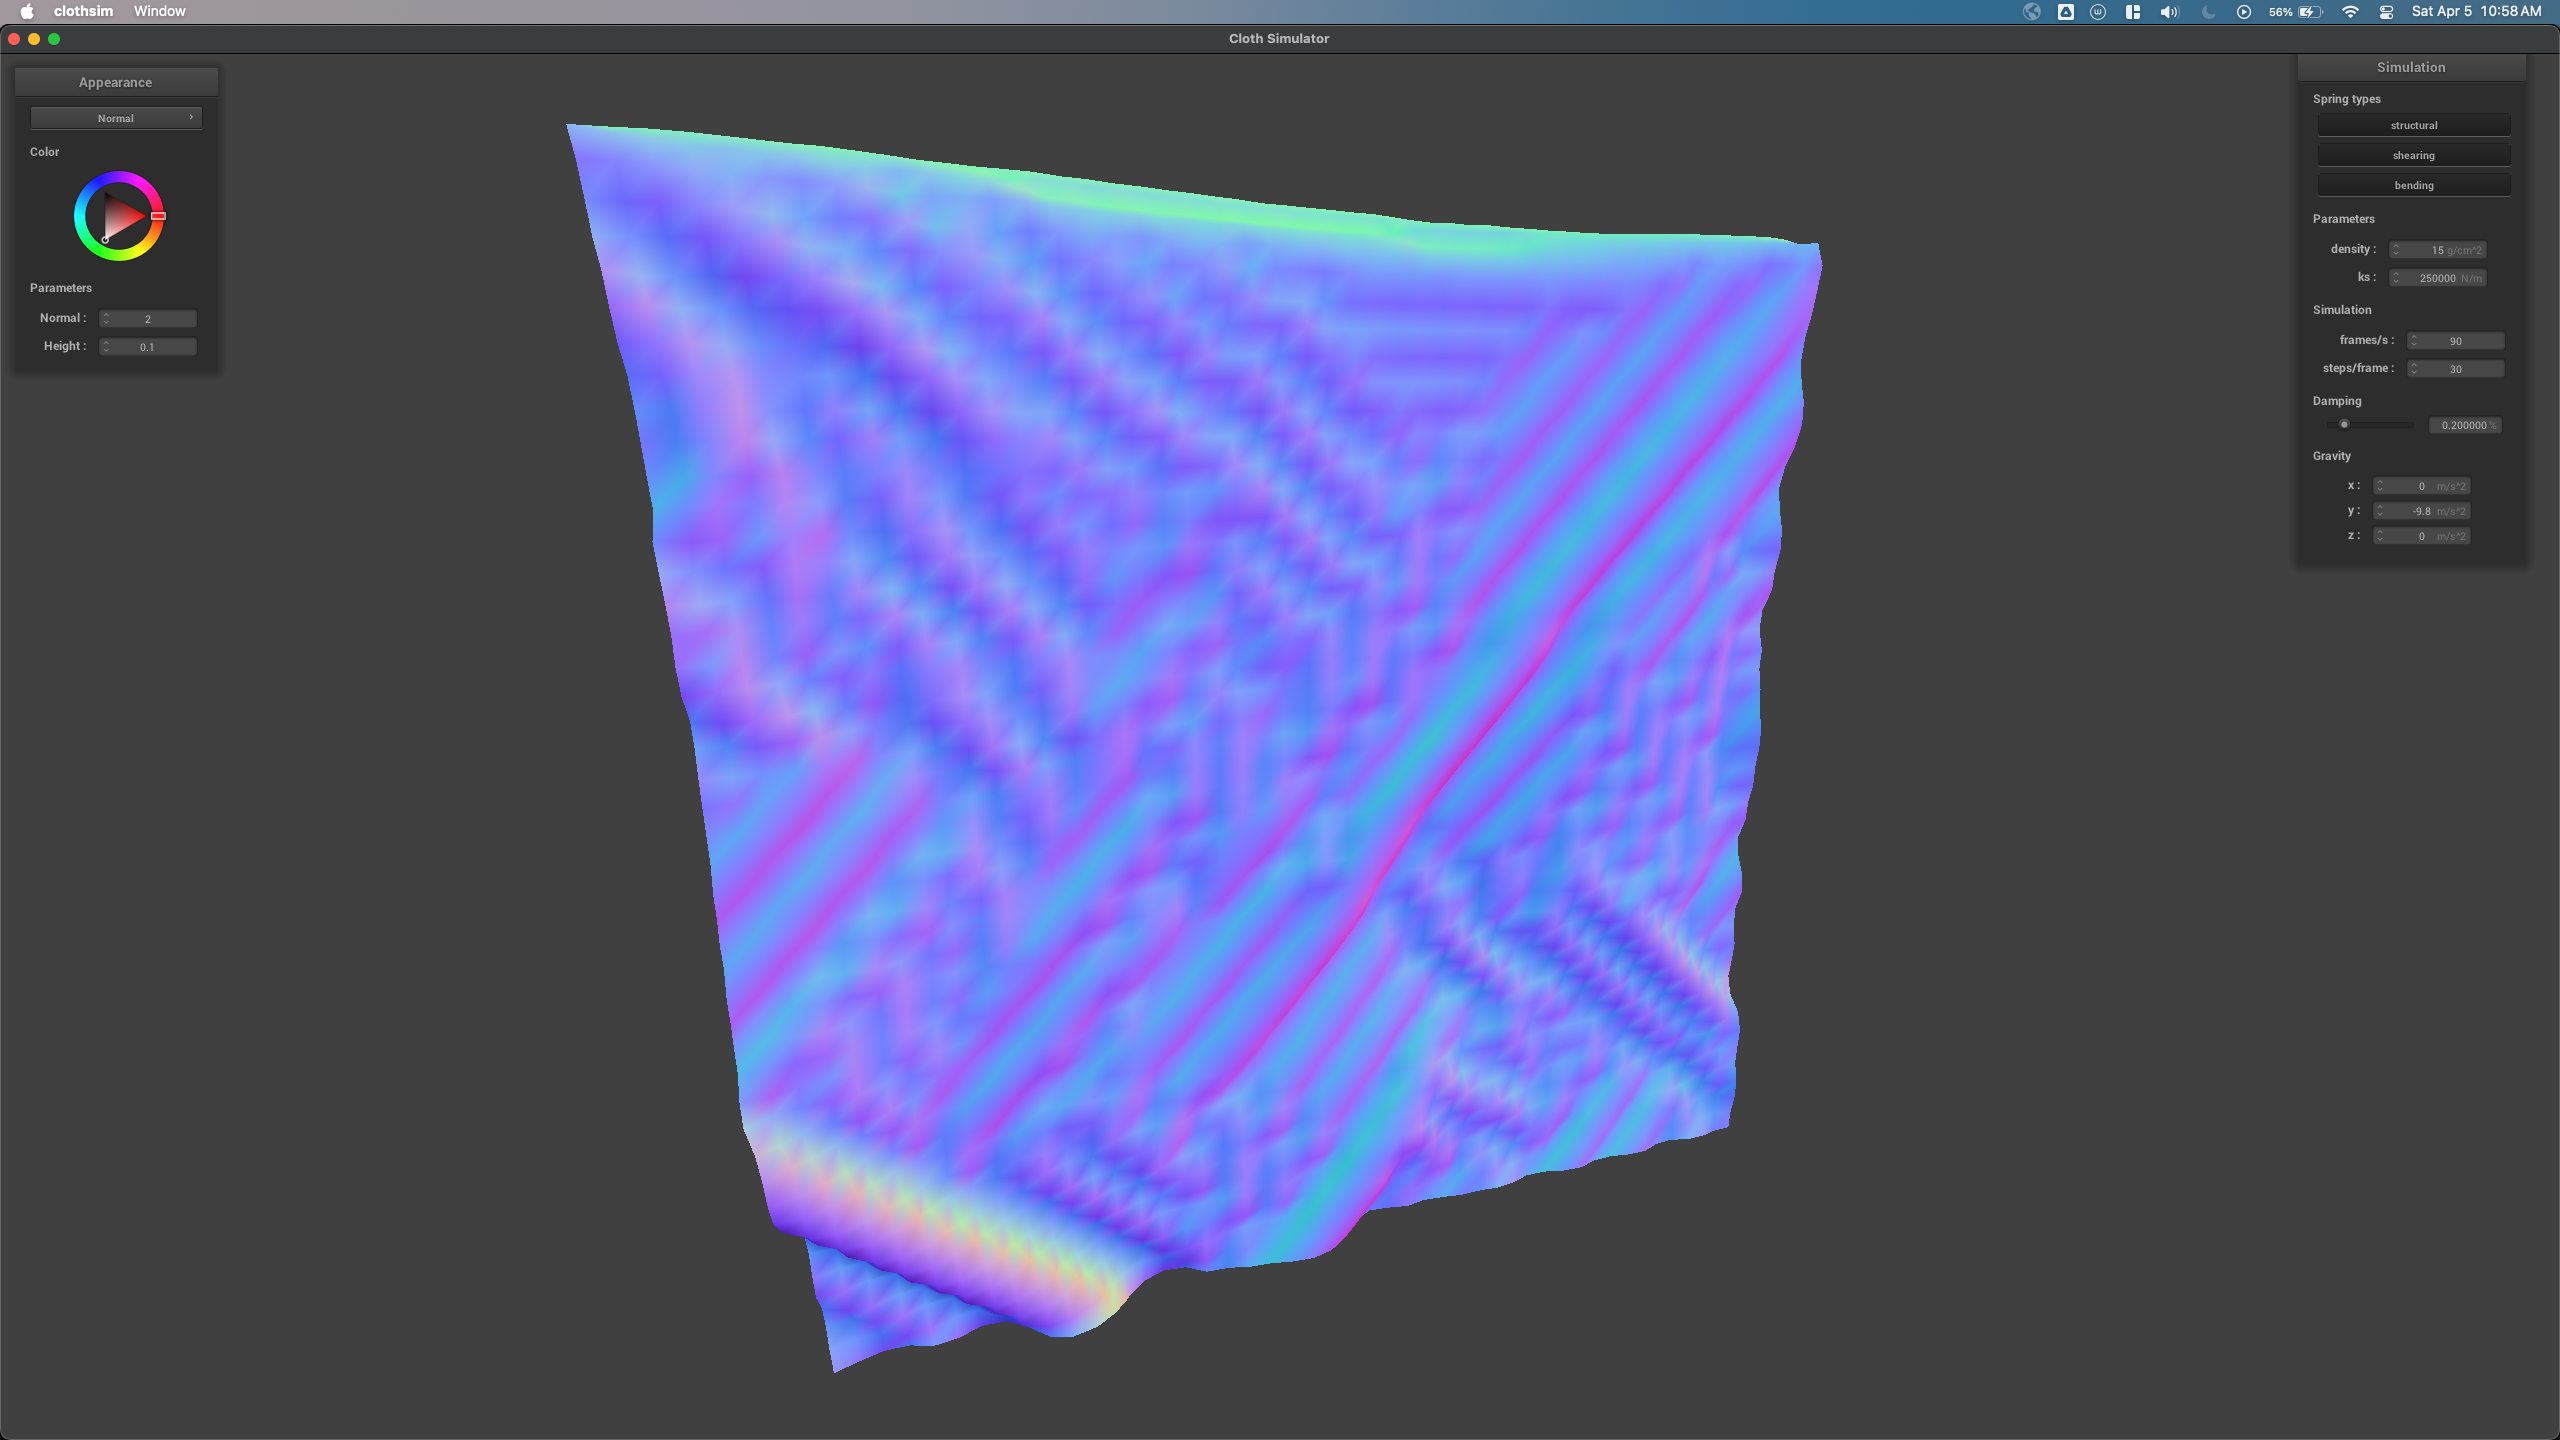 clothsim Window 56% Sat Apr 5 10:58 AM
Cloth Simulator
Appearance
Normal
Color
Parameters
Normal : 2
Height : 0.1
Simulation
Spring types
structural
shearing
bending
Parameters
density : 15 g/cm^2
ks : 250000 N/m
Simulation
frames/s : 90
steps/frame : 30
Damping
0.200000 %
Gravity
x : 0 m/s^2
y : -9.8 m/s^2
z : 0 m/s^2